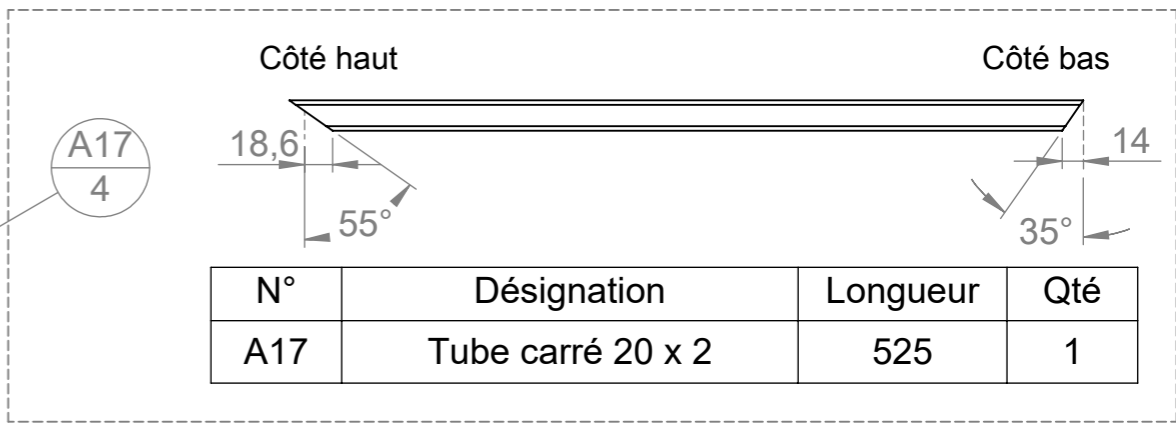 Côté haut
Côté bas
A17
4
18,6
14
55°
35°
N° Désignation Longueur Qté
A17 Tube carré 20 x 2 525 1